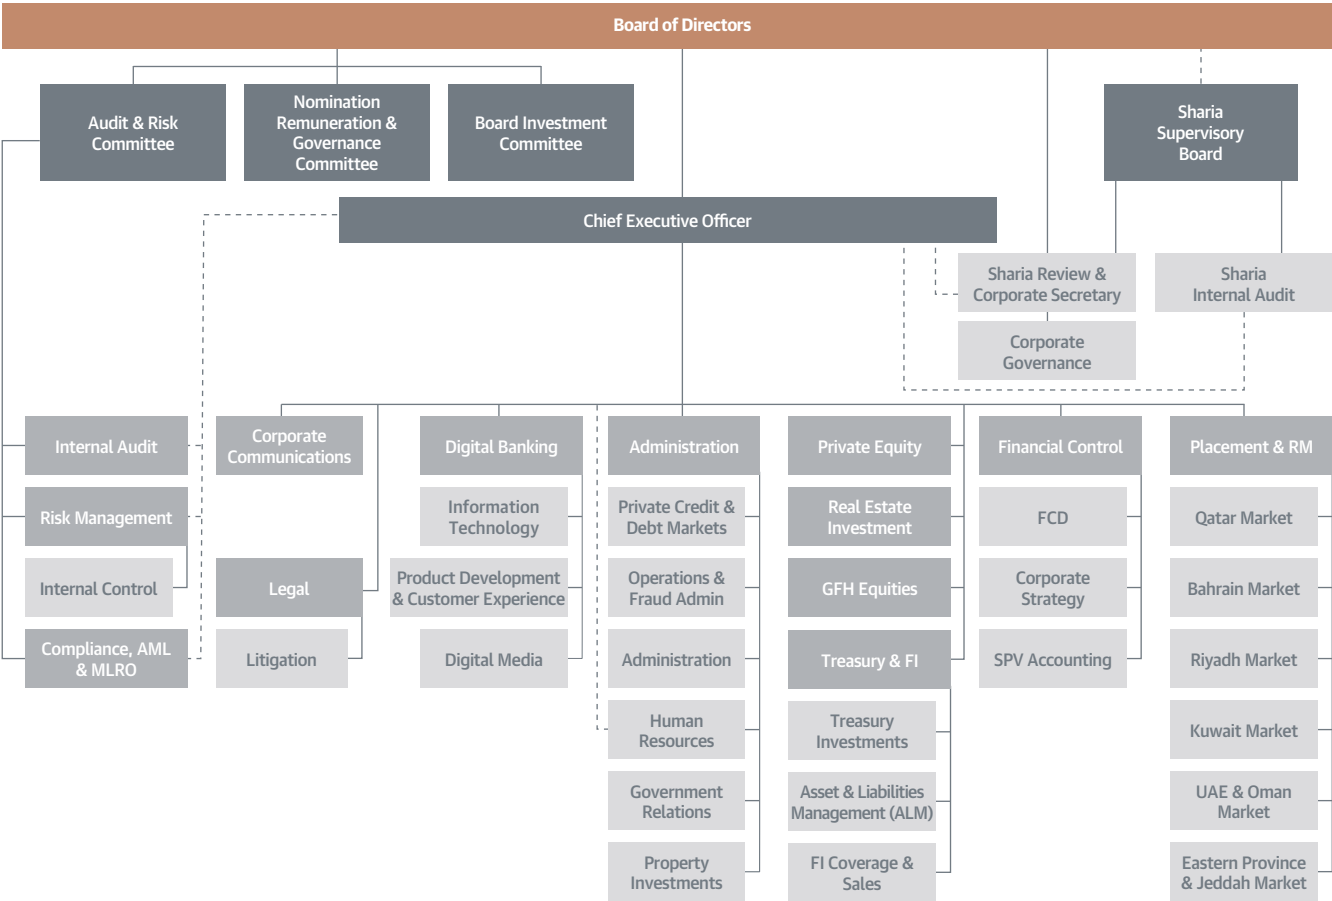 Board of Directors
Audit & Risk
Committee
Nomination
Remuneration &
Governance
Committee
Board Investment
Committee
Sharia
Supervisory
Board
Chief Executive Officer
Sharia Review &
Corporate Secretary
Sharia
Internal Audit
Corporate
Governance
Internal Audit
Risk Management
Internal Control
Compliance, AML
& MLRO
Corporate
Communications
Legal
Litigation
Digital Banking
Information
Technology
Product Development
& Customer Experience
Digital Media
Administration
Private Credit &
Debt Markets
Operations &
Fraud Admin
Administration
Human
Resources
Government
Relations
Property
Investments
Private Equity
Real Estate
Investment
GFH Equities
Treasury & FI
Treasury
Investments
Asset & Liabilities
Management (ALM)
FI Coverage &
Sales
Financial Control
FCD
Corporate
Strategy
SPV Accounting
Placement & RM
Qatar Market
Bahrain Market
Riyadh Market
Kuwait Market
UAE & Oman
Market
Eastern Province
& Jeddah Market